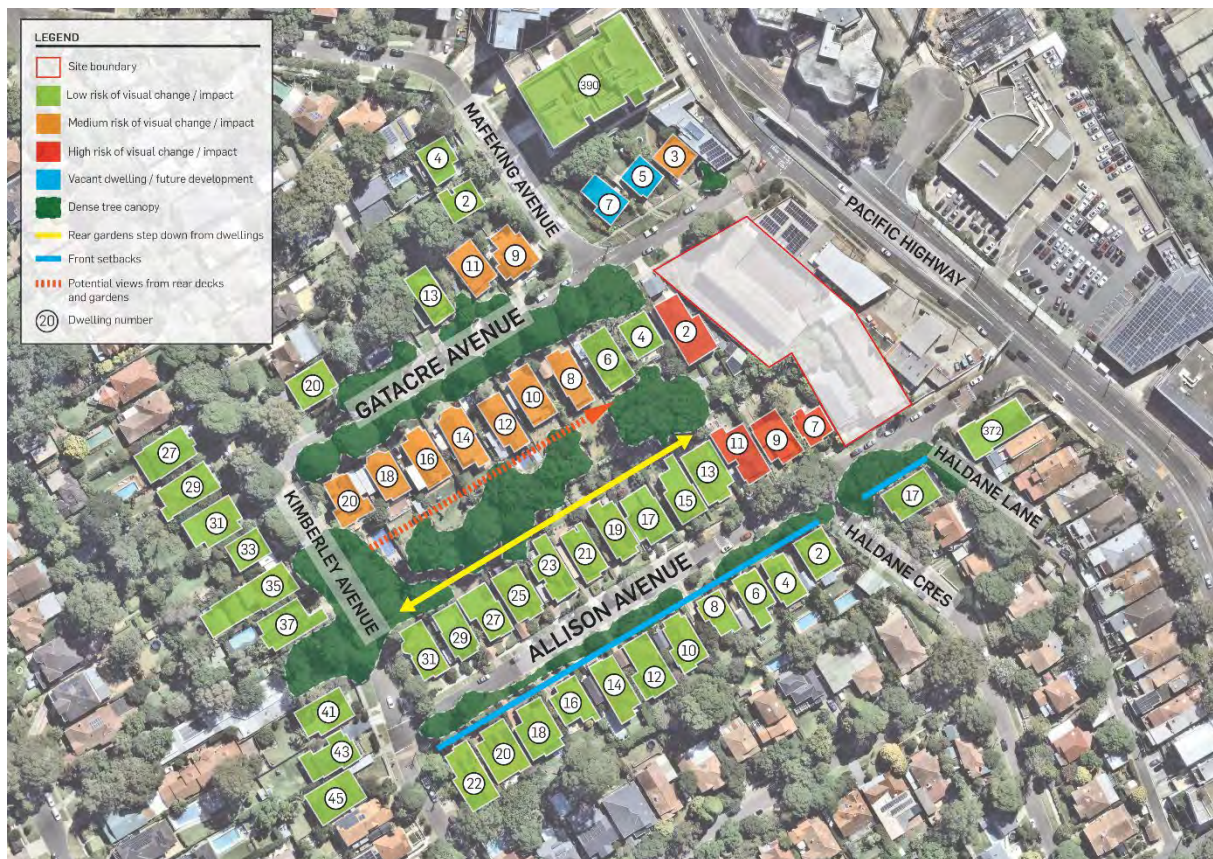 LEGEND
Site boundary
Low risk of visual change / impact
Medium risk of visual change / impact
High risk of visual change / impact
Vacant dwelling / future development
Dense tree canopy
Rear gardens step down from dwellings
Front setbacks
Potential views from rear decks
and gardens
20 Dwelling number
390
MAFEKING AVENUE
4
2
3
5
7
PACIFIC HIGHWAY
9
11
13
2
4
6
8
10
12
14
16
18
20
GATACRE AVENUE
20
27
29
31
33
35
37
KIMBERLEY AVENUE
41
43
45
7
9
11
13
15
17
19
21
23
25
27
29
31
ALLISON AVENUE
372
HALDANE LANE
17
HALDANE CRES
2
4
6
8
10
12
14
16
18
20
22